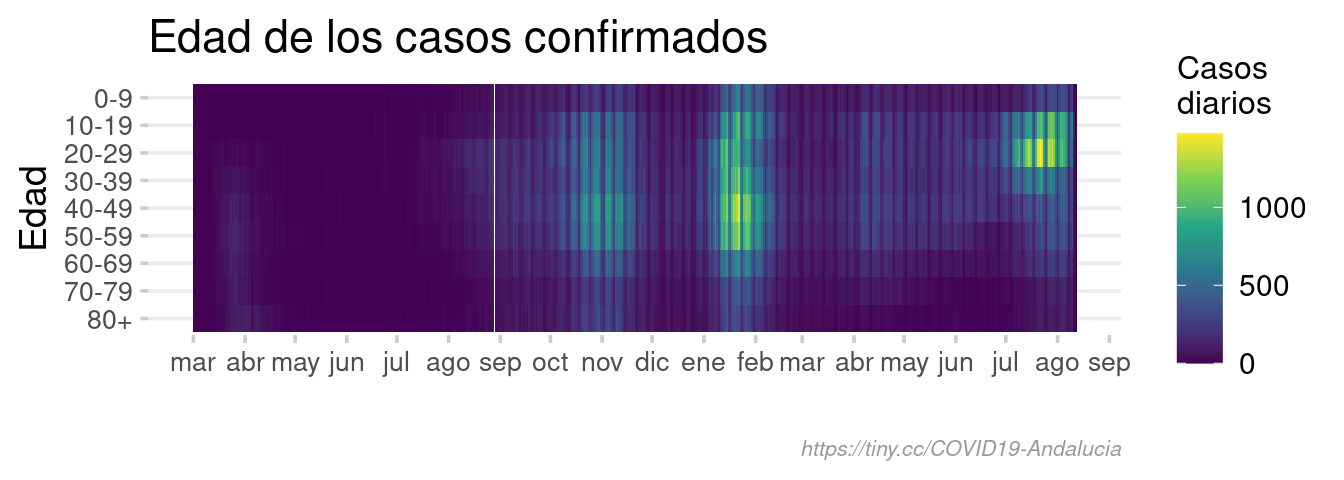 Edad de los casos confirmados
Casos
diarios
1000
500
0
Edad
0-9
10-19
20-29
30-39
40-49
50-59
60-69
70-79
80+
mar abr may jun jul ago sep oct nov dic ene feb mar abr may jun jul ago sep
https://tiny.cc/COVID19-Andalucia